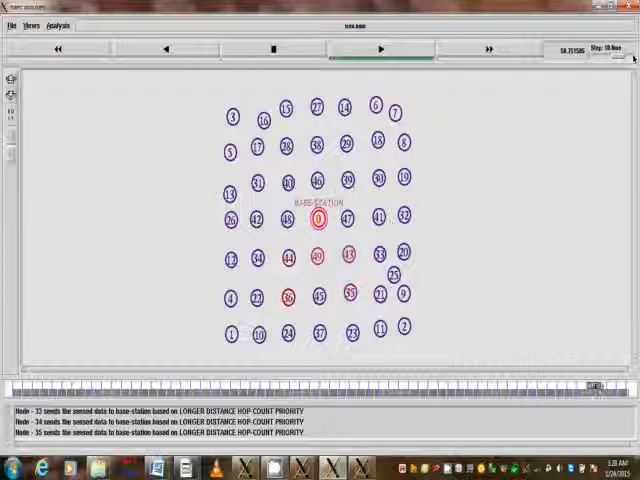 File Views Analysis
58.751585
BASE-STATION
3 16 15 27 14 6 7
5 17 28 38 29 18 8
13 31 40 46 39 30 19
26 42 48 0 47 41 32
12 34 44 49 43 33 20
25
4 22 36 45 35 21 9
1 10 24 37 23 11 2
Node - 33 sends the sensed data to base-station based on LONGER DISTANCE HOP-COUNT PRIORITY
Node - 34 sends the sensed data to base-station based on LONGER DISTANCE HOP-COUNT PRIORITY
Node - 35 sends the sensed data to base-station based on LONGER DISTANCE HOP-COUNT PRIORITY